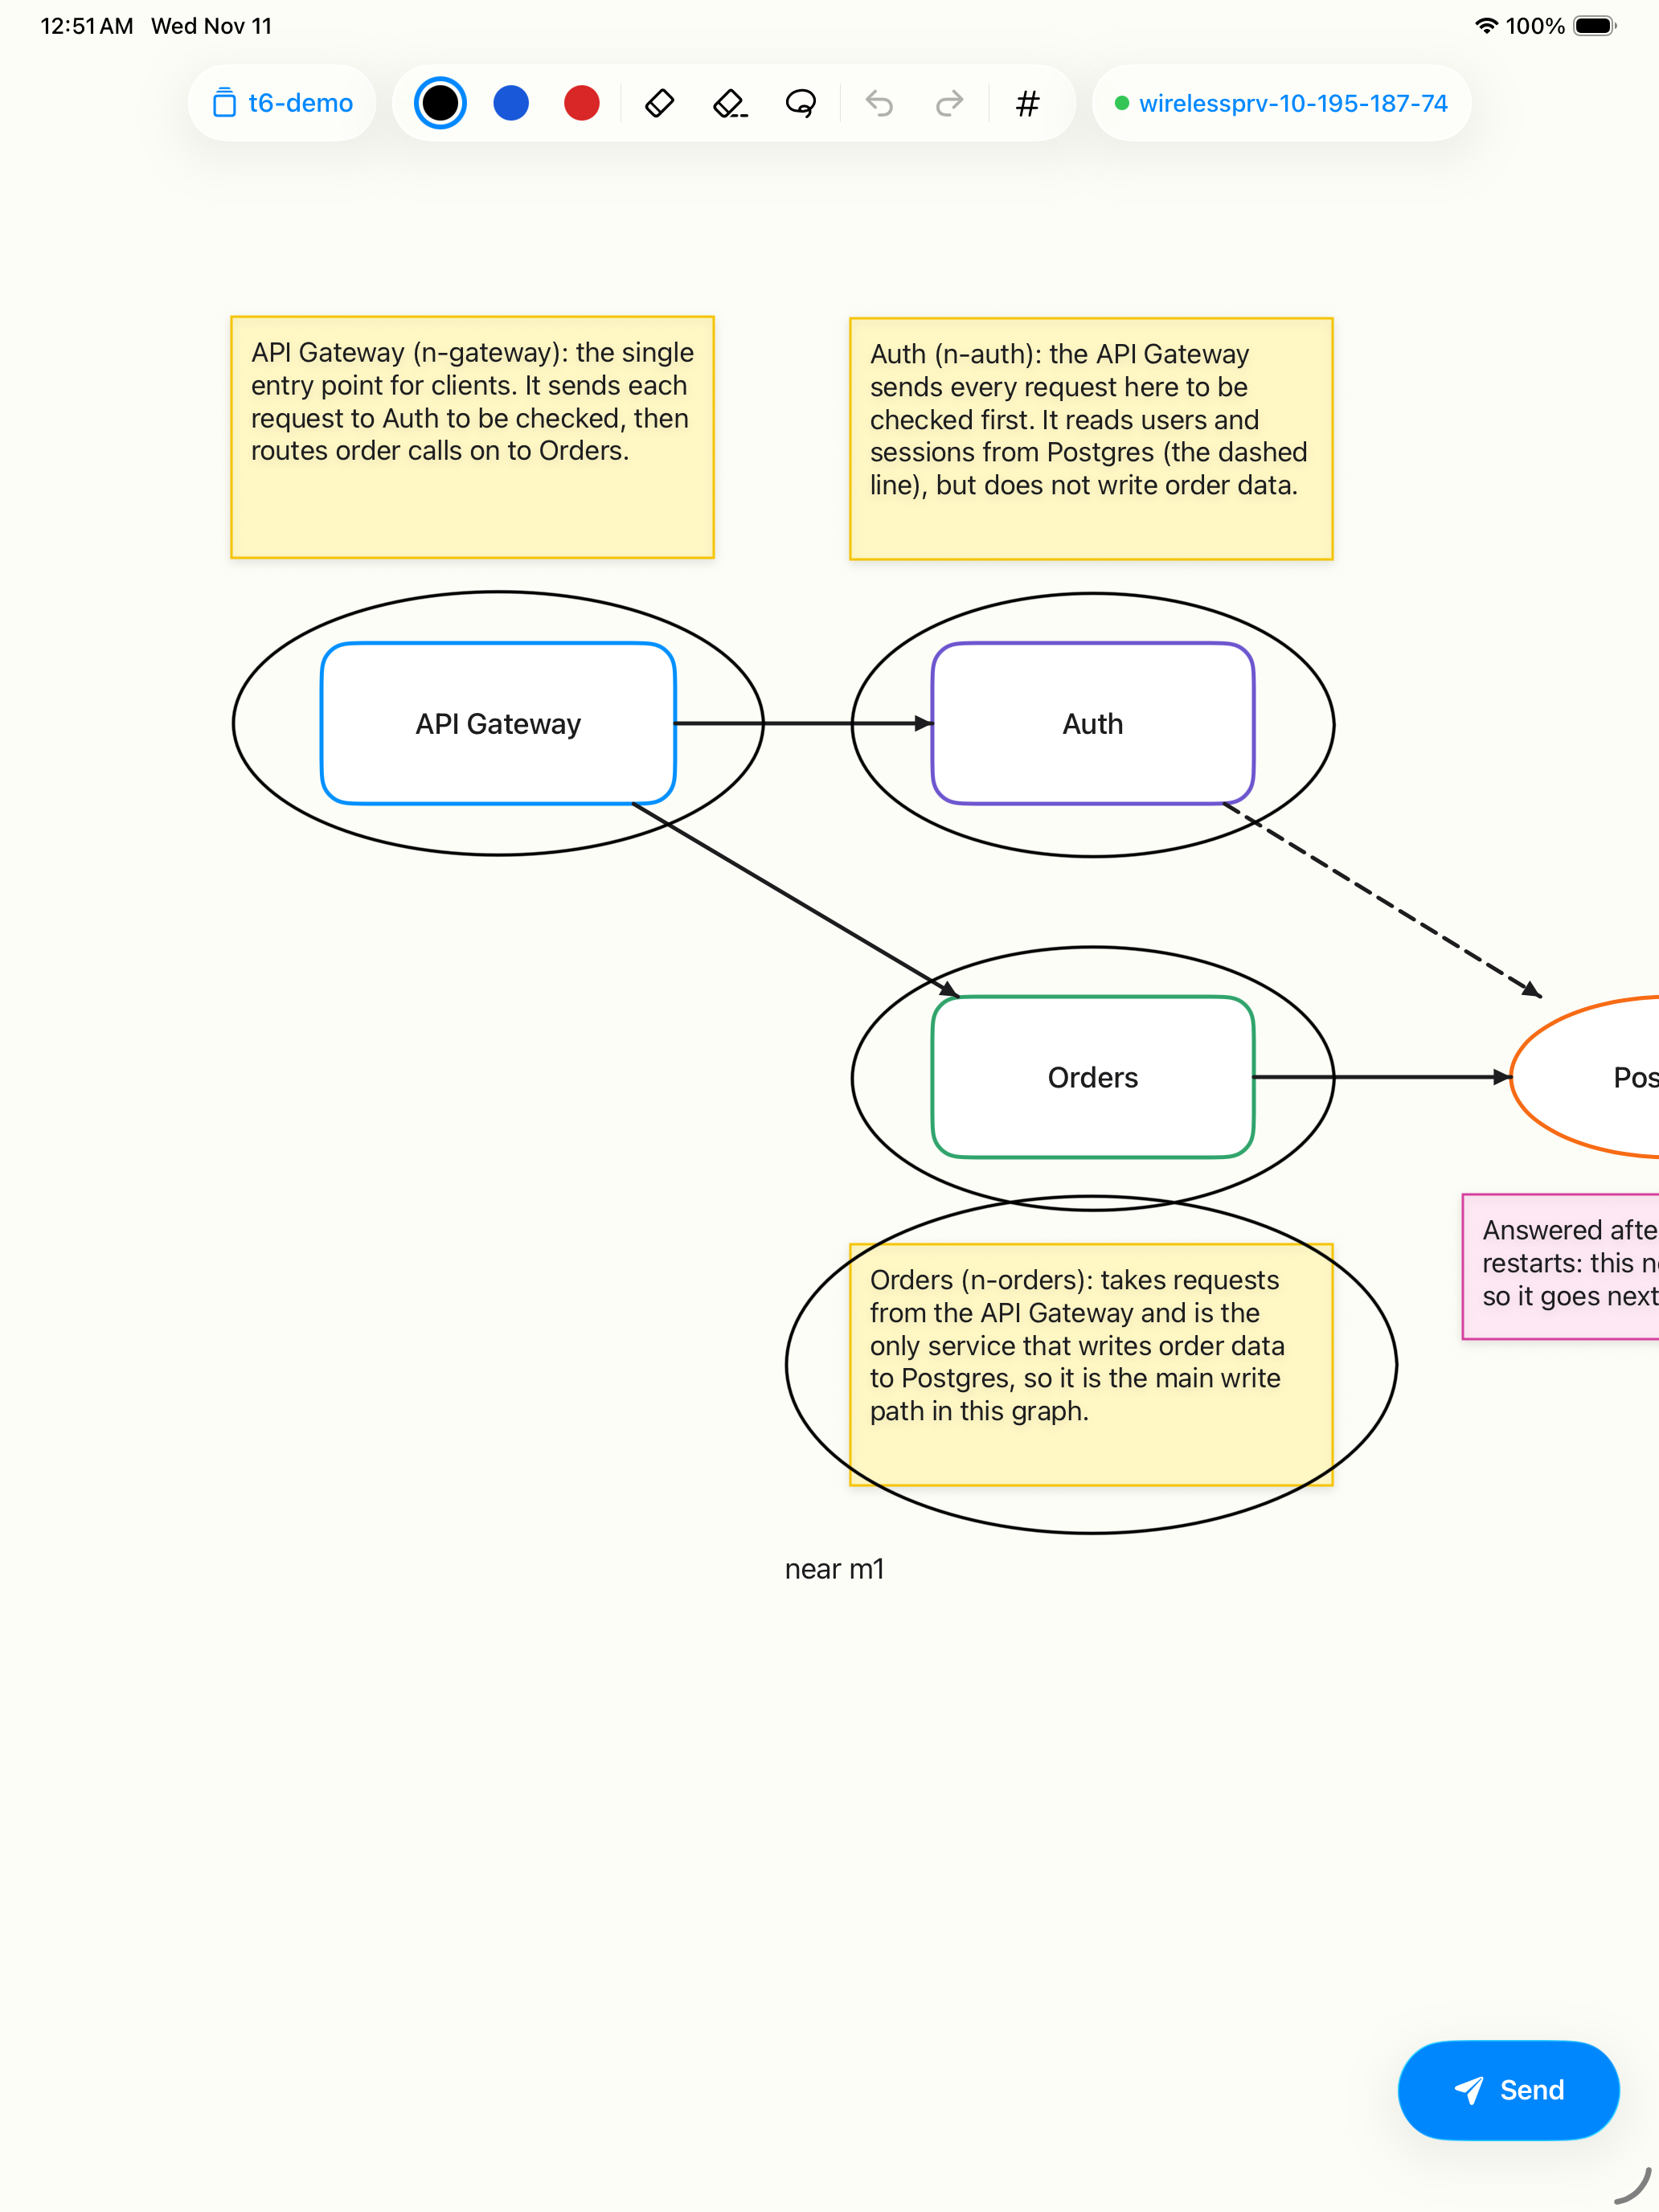 12:51 AM Wed Nov 11
100%
t6-demo
#
wirelessprv-10-195-187-74
API Gateway (n-gateway): the single
entry point for clients. It sends each
request to Auth to be checked, then
routes order calls on to Orders.
Auth (n-auth): the API Gateway
sends every request here to be
checked first. It reads users and
sessions from Postgres (the dashed
line), but does not write order data.
API Gateway
Auth
Orders
Pos
Answered afte
restarts: this n
so it goes next
Orders (n-orders): takes requests
from the API Gateway and is the
only service that writes order data
to Postgres, so it is the main write
path in this graph.
near m1
Send